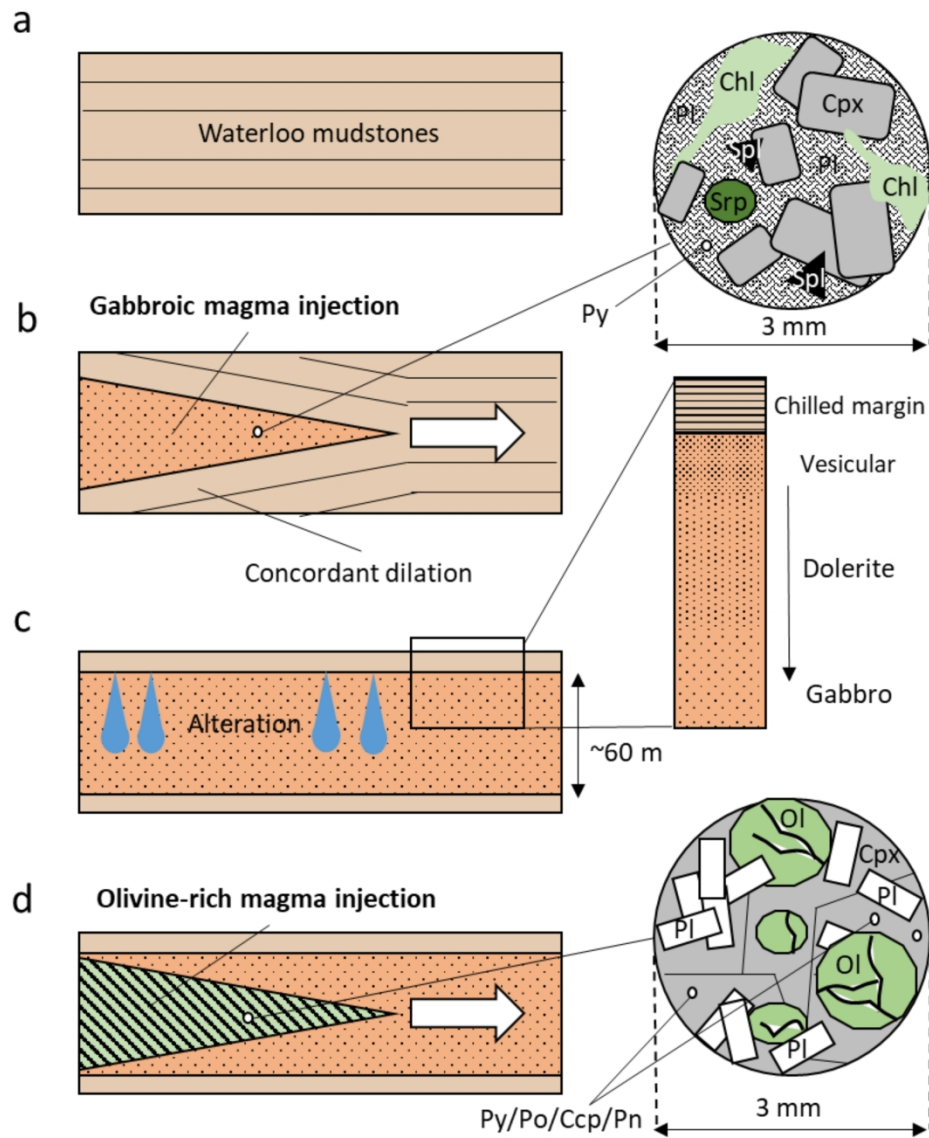 a
Waterloo mudstones
Chl
Cpx
Pl
Spl
Pl
Chl
Srp
Spl
Py
3 mm
b
Gabbroic magma injection
Concordant dilation
Chilled margin
Vesicular
Dolerite
Gabbro
c
Alteration
~60 m
d
Olivine-rich magma injection
Ol
Cpx
Pl
Pl
Ol
Pl
Py/Po/Ccp/Pn
3 mm